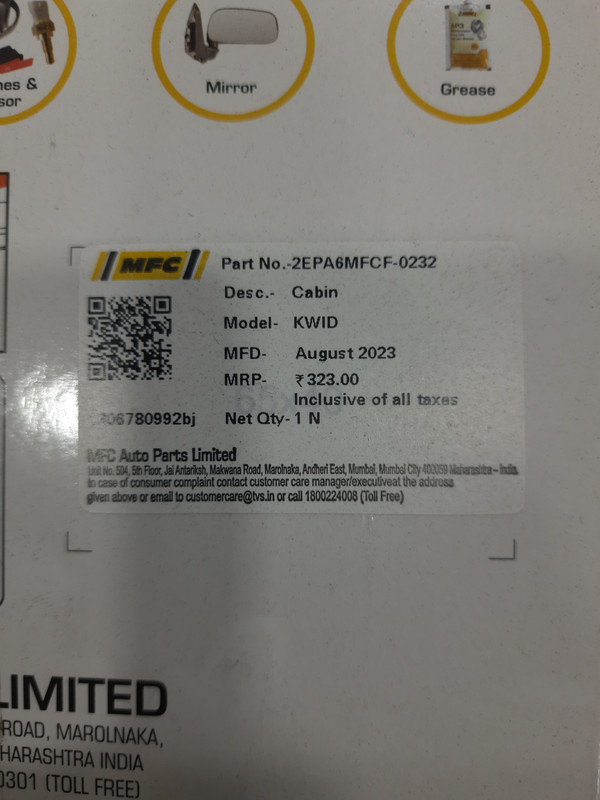 nes &
sor
Mirror
Grease
MFC
Part No.-2EPA6MFCF-0232
Desc.- Cabin
Model- KWID
MFD- August 2023
MRP- ₹323.00
Inclusive of all taxes
06780992bj
Net Qty- 1 N
MFC Auto Parts Limited
Unit No. 504, 5th Floor, Jai Antariksh, Makwana Road, Marolnaka, Andheri East, Mumbai, Mumbai City 400059 Maharashtra - India
In case of consumer complaint contact customer care manager/executiveat the address
given above or email to customercare@tvs.in or call 1800224008 (Toll Free)
LIMITED
ROAD, MAROLNAKA,
HARASHTRA INDIA
0301 (TOLL FREE)